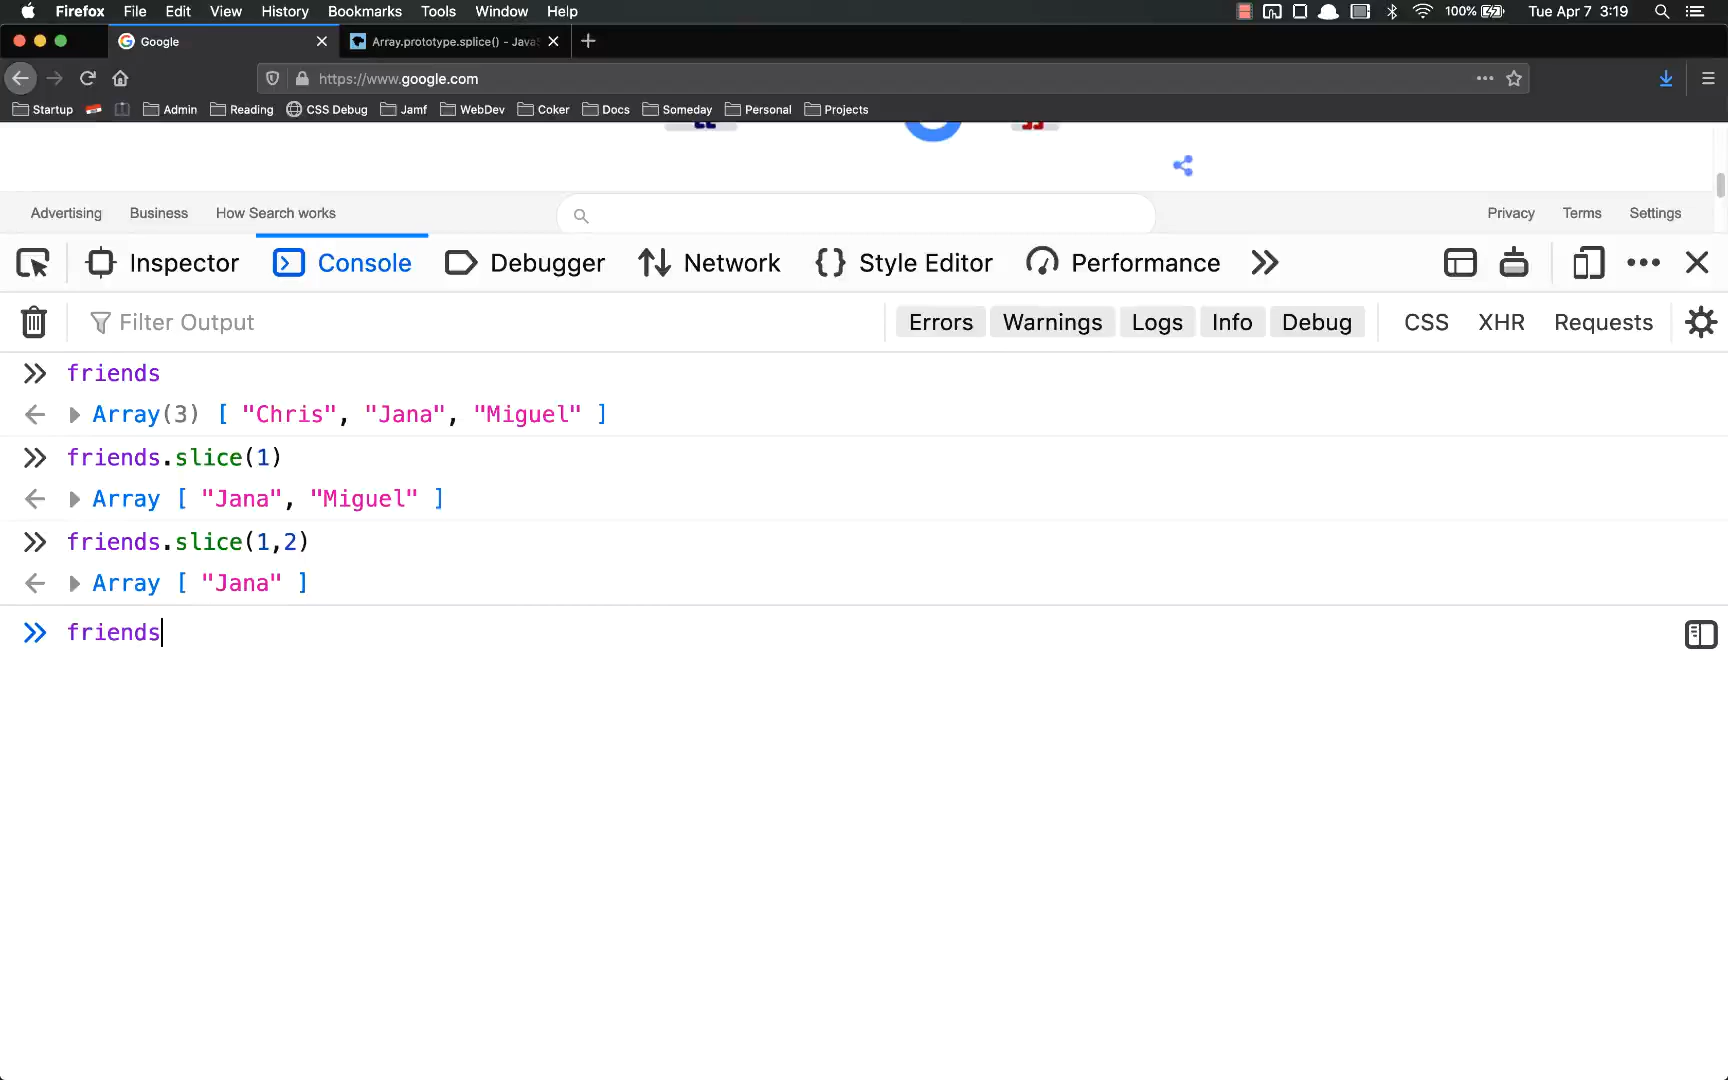 Firefox File Edit View History Bookmarks Tools Window Help 100% Tue Apr 7 3:19
Google Array.prototype.splice() - Java
https://www.google.com
Startup Admin Reading CSS Debug Jamf WebDev Coker Docs Someday Personal Projects
Advertising Business How Search works Privacy Terms Settings
Inspector Console Debugger Network Style Editor Performance
Filter Output Errors Warnings Logs Info Debug CSS XHR Requests
friends
Array(3) [ "Chris", "Jana", "Miguel" ]
friends.slice(1)
Array [ "Jana", "Miguel" ]
friends.slice(1,2)
Array [ "Jana" ]
friends